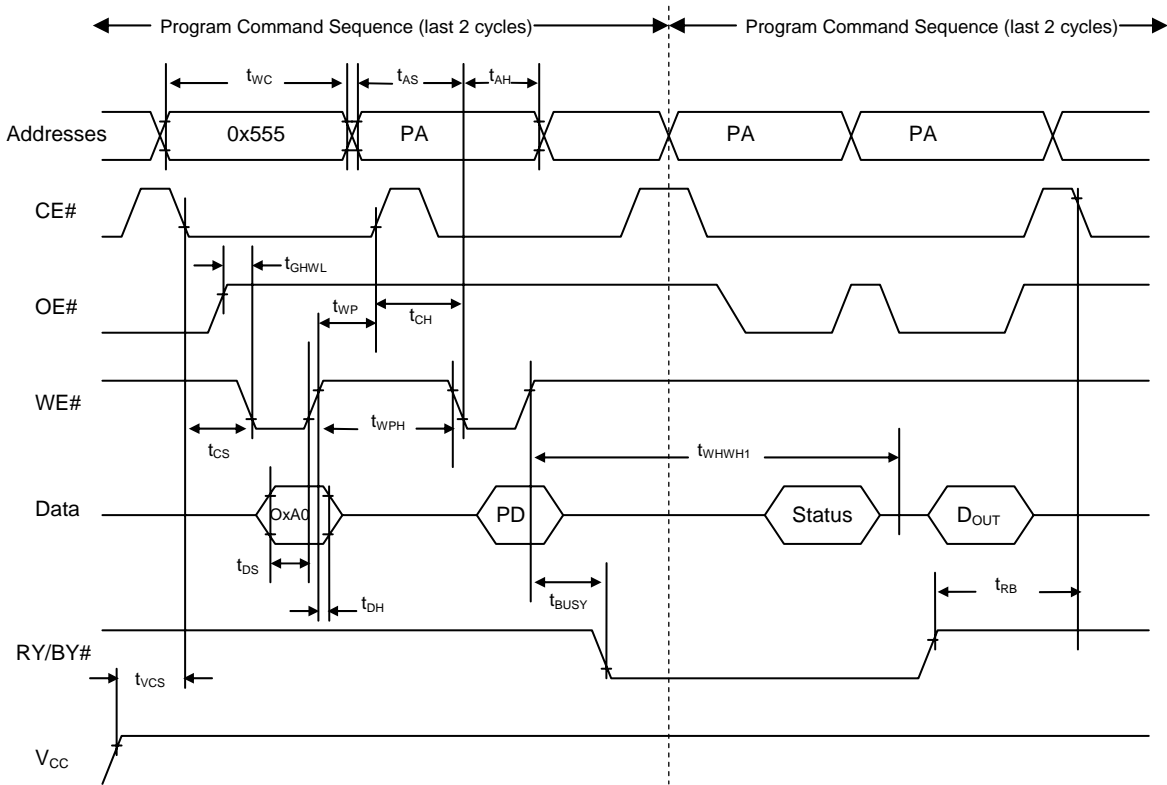 Program Command Sequence (last 2 cycles)
Program Command Sequence (last 2 cycles)
tWC
tAS
tAH
Addresses
0x555
PA
PA
PA
CE#
tGHWL
OE#
tWP
tCH
WE#
tCS
tWPH
tWHWH1
Data
OxA0
PD
Status
DOUT
tDS
tDH
tBUSY
tRB
RY/BY#
tVCS
VCC